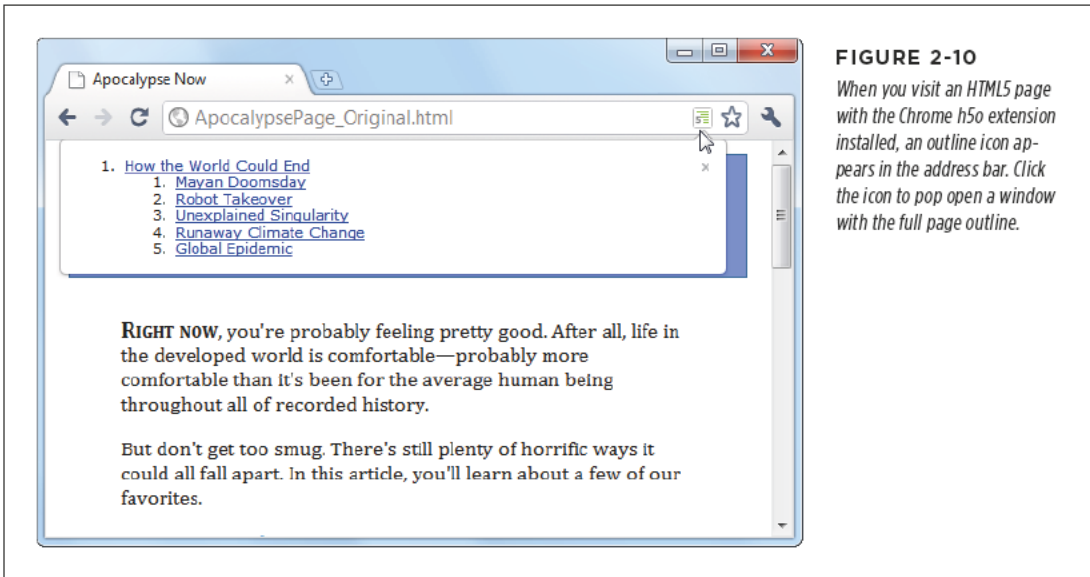 Apocalypse Now
ApocalypsePage_Original.html
1. How the World Could End
1. Mayan Doomsday
2. Robot Takeover
3. Unexplained Singularity
4. Runaway Climate Change
5. Global Epidemic
RIGHT NOW, you're probably feeling pretty good. After all, life in
the developed world is comfortable—probably more
comfortable than it's been for the average human being
throughout all of recorded history.
But don't get too smug. There's still plenty of horrific ways it
could all fall apart. In this article, you'll learn about a few of our
favorites.
FIGURE 2-10
When you visit an HTML5 page
with the Chrome h5o extension
installed, an outline icon ap-
pears in the address bar. Click
the icon to pop open a window
with the full page outline.